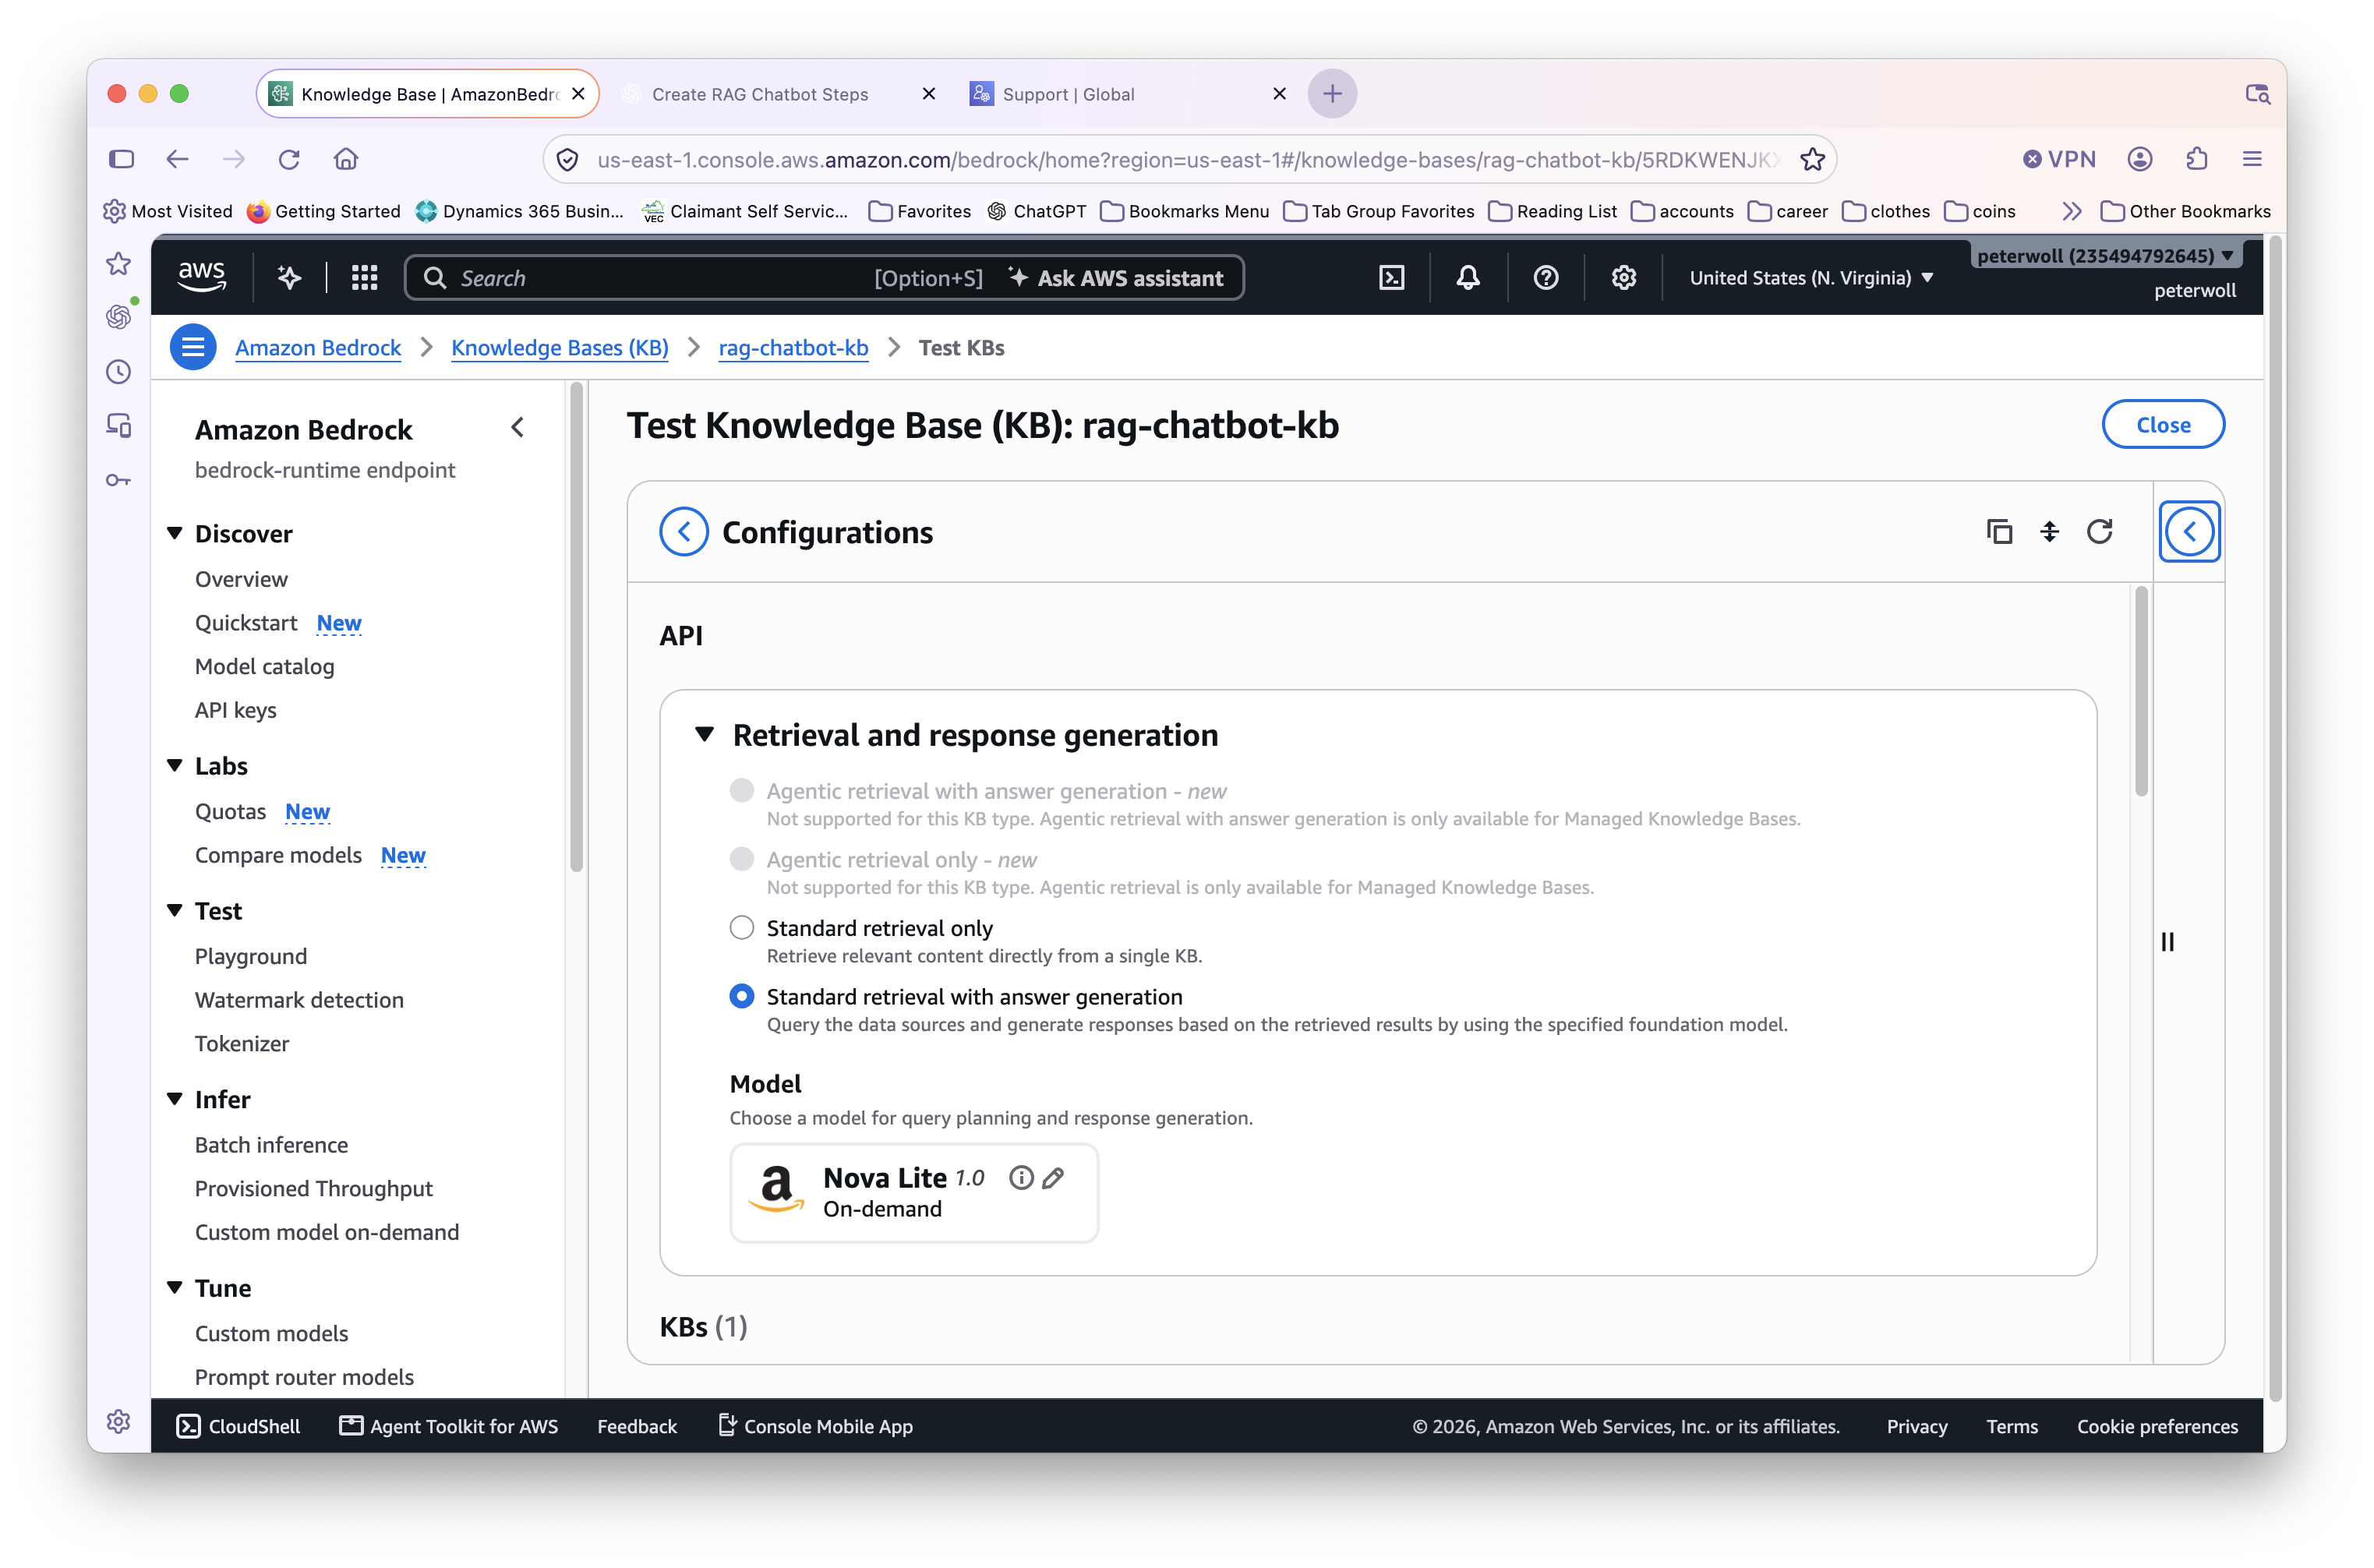 Knowledge Base | AmazonBedro
Create RAG Chatbot Steps
Support | Global
us-east-1.console.aws.amazon.com/bedrock/home?region=us-east-1#/knowledge-bases/rag-chatbot-kb/5RDKWENJK
VPN
Most Visited
Getting Started
Dynamics 365 Busin...
VEC
Claimant Self Servic...
Favorites
ChatGPT
Bookmarks Menu
Tab Group Favorites
Reading List
accounts
career
clothes
coins
Other Bookmarks
aws
Search
[Option+S]
Ask AWS assistant
United States (N. Virginia)
peterwoll (235494792645)
peterwoll
Amazon Bedrock
Knowledge Bases (KB)
rag-chatbot-kb
Test KBs
Amazon Bedrock
bedrock-runtime endpoint
Discover
Overview
Quickstart New
Model catalog
API keys
Labs
Quotas New
Compare models New
Test
Playground
Watermark detection
Tokenizer
Infer
Batch inference
Provisioned Throughput
Custom model on-demand
Tune
Custom models
Prompt router models
Test Knowledge Base (KB): rag-chatbot-kb
Close
Configurations
API
Retrieval and response generation
Agentic retrieval with answer generation - new
Not supported for this KB type. Agentic retrieval with answer generation is only available for Managed Knowledge Bases.
Agentic retrieval only - new
Not supported for this KB type. Agentic retrieval is only available for Managed Knowledge Bases.
Standard retrieval only
Retrieve relevant content directly from a single KB.
Standard retrieval with answer generation
Query the data sources and generate responses based on the retrieved results by using the specified foundation model.
Model
Choose a model for query planning and response generation.
a
Nova Lite 1.0
On-demand
KBs (1)
CloudShell
Agent Toolkit for AWS
Feedback
Console Mobile App
© 2026, Amazon Web Services, Inc. or its affiliates.
Privacy
Terms
Cookie preferences